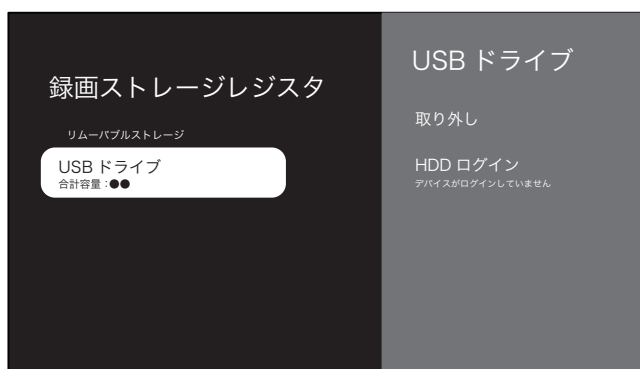 録画ストレージレジスタ
リムーバブルストレージ
USB ドライブ
合計容量：●●
USB ドライブ
取り外し
HDD ログイン
デバイスがログインしていません